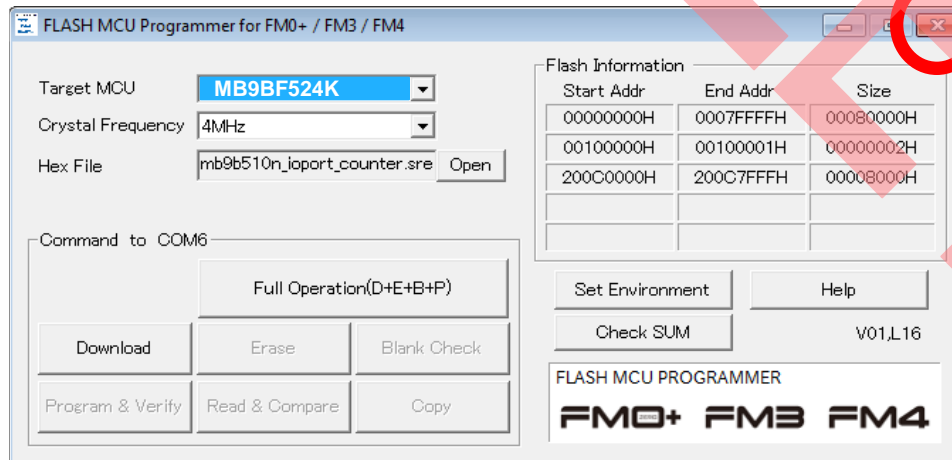 FLASH MCU Programmer for FM0+ / FM3 / FM4
Target MCU MB9BF524K
Crystal Frequency 4MHz
Hex File mb9b510n_ioport_counter.sre Open
Flash Information
Start Addr End Addr Size
00000000H 0007FFFFH 00080000H
00100000H 00100001H 00000002H
200C0000H 200C7FFFH 00008000H
Command to COM6
Full Operation(D+E+B+P)
Download Erase Blank Check
Program & Verify Read & Compare Copy
Set Environment Help
Check SUM V01,L16
FLASH MCU PROGRAMMER
FM0+ FM3 FM4